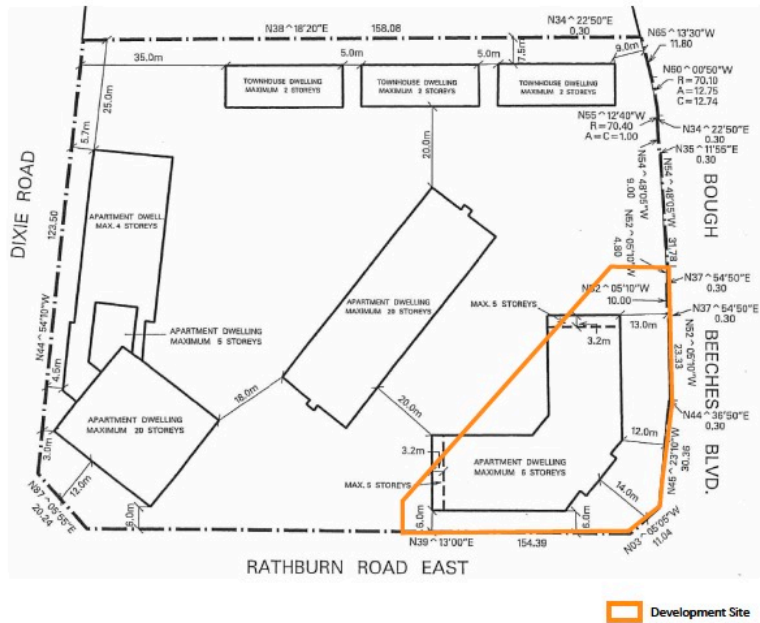 N38^18'20"E
158.08
N34^22'50"E
0.30
N65^13'30"W
11.80
9.0m
7.5m
35.0m
5.0m
5.0m
TOWNHOUSE DWELLING
MAXIMUM 2 STOREYS
TOWNHOUSE DWELLING
MAXIMUM 3 STOREYS
TOWNHOUSE DWELLING
MAXIMUM 2 STOREYS
N60^00'50"W
R=70.10
A=12.75
C=12.74
N55^12'40"W
R=70.40
A=C=1.00
N34^22'50"E
0.30
N35^11'55"E
0.30
25.0m
5.7m
20.0m
DIXIE ROAD
123.50
N44^54'10"W
APARTMENT DWELL.
MAX. 4 STOREYS
N54^48'05"W
9.00
N54^48'05"W
31.78
BOUGH
BEECHES
BLVD.
N52^05'10"W
4.80
N52^05'10"W
10.00
N37^54'50"E
0.30
N37^54'50"E
0.30
MAX. 5 STOREYS
3.2m
13.0m
N52^05'10"W
23.33
APARTMENT DWELLING
MAXIMUM 20 STOREYS
APARTMENT DWELLING
MAXIMUM 5 STOREYS
4.5m
18.0m
20.0m
N44^36'50"E
0.30
APARTMENT DWELLING
MAXIMUM 20 STOREYS
3.0m
12.0m
12.0m
3.2m
APARTMENT DWELLING
MAXIMUM 6 STOREYS
N45^23'10"W
30.36
MAX. 5 STOREYS
14.0m
N87^05'55"E
20.24
6.0m
6.0m
6.0m
N39^13'00"E
154.39
N03^05'05"W
11.04
RATHBURN ROAD EAST
Development Site